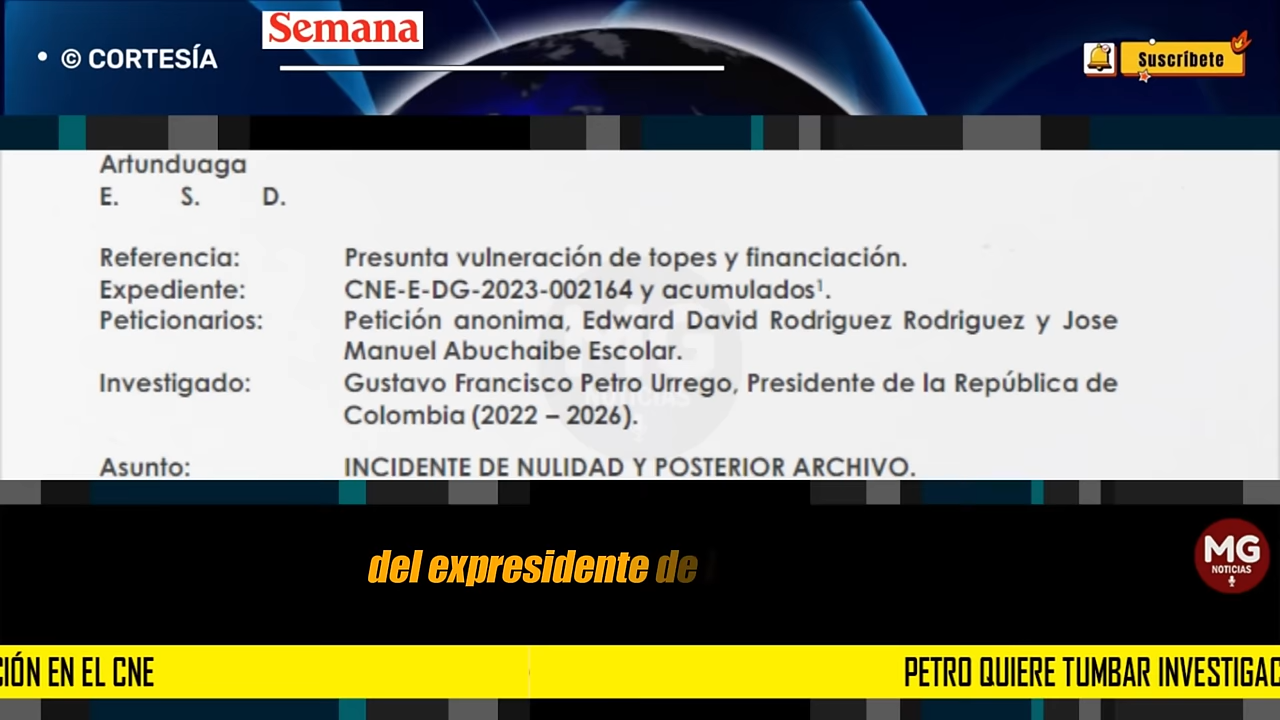 Semana
• © CORTESÍA
Suscríbete
Artunduaga
E. S. D.
Referencia: Presunta vulneración de topes y financiación.
Expediente: CNE-E-DG-2023-002164 y acumulados¹.
Peticionarios: Petición anonima, Edward David Rodriguez Rodriguez y Jose
Manuel Abuchaibe Escolar.
Investigado: Gustavo Francisco Petro Urrego, Presidente de la República de
Colombia (2022 – 2026).
Asunto: INCIDENTE DE NULIDAD Y POSTERIOR ARCHIVO.
MG
NOTICIAS
del expresidente de
MG
NOTICIAS
CIÓN EN EL CNE
PETRO QUIERE TUMBAR INVESTIGAC